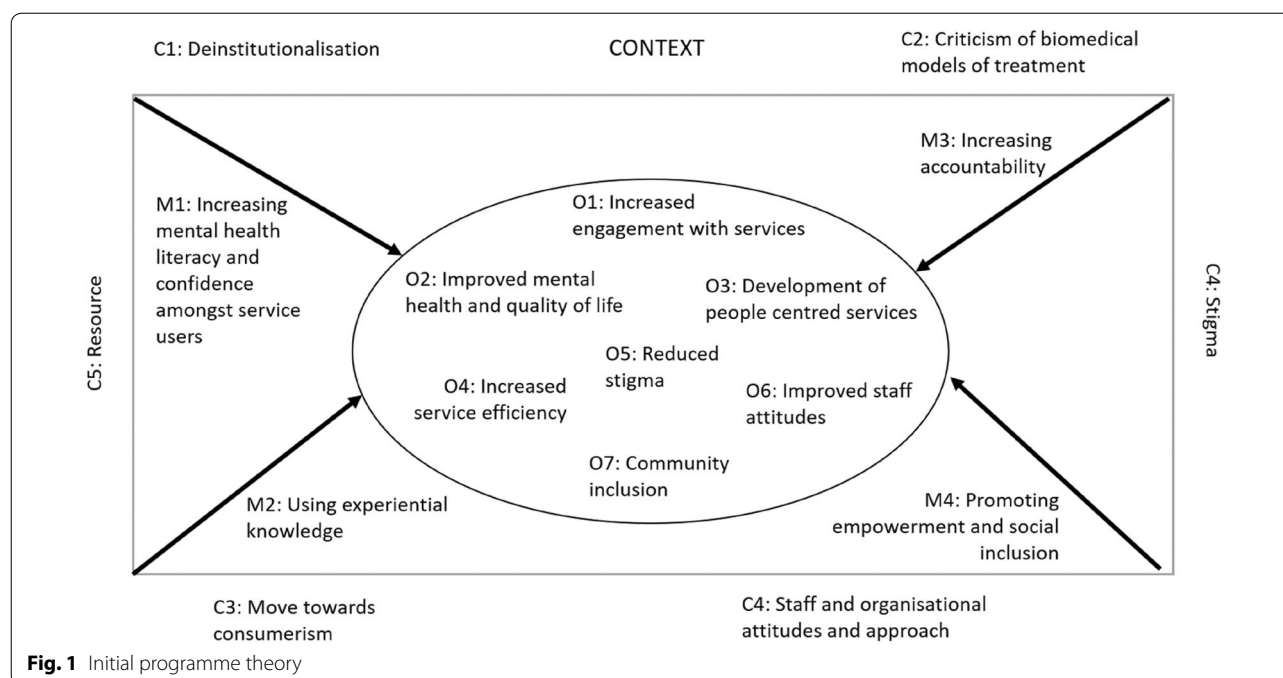 C1: Deinstitutionalisation
CONTEXT
C2: Criticism of biomedical
models of treatment
M3: Increasing
accountability
M1: Increasing
mental health
literacy and
confidence
amongst service
users
O1: Increased
engagement with services
O2: Improved mental
health and quality of life
O3: Development of
people centred services
C5: Resource
C4: Stigma
O5: Reduced
stigma
O4: Increased
service efficiency
O6: Improved staff
attitudes
O7: Community
inclusion
M2: Using experiential
knowledge
M4: Promoting
empowerment and social
inclusion
C3: Move towards
consumerism
C4: Staff and organisational
attitudes and approach
Fig. 1 Initial programme theory